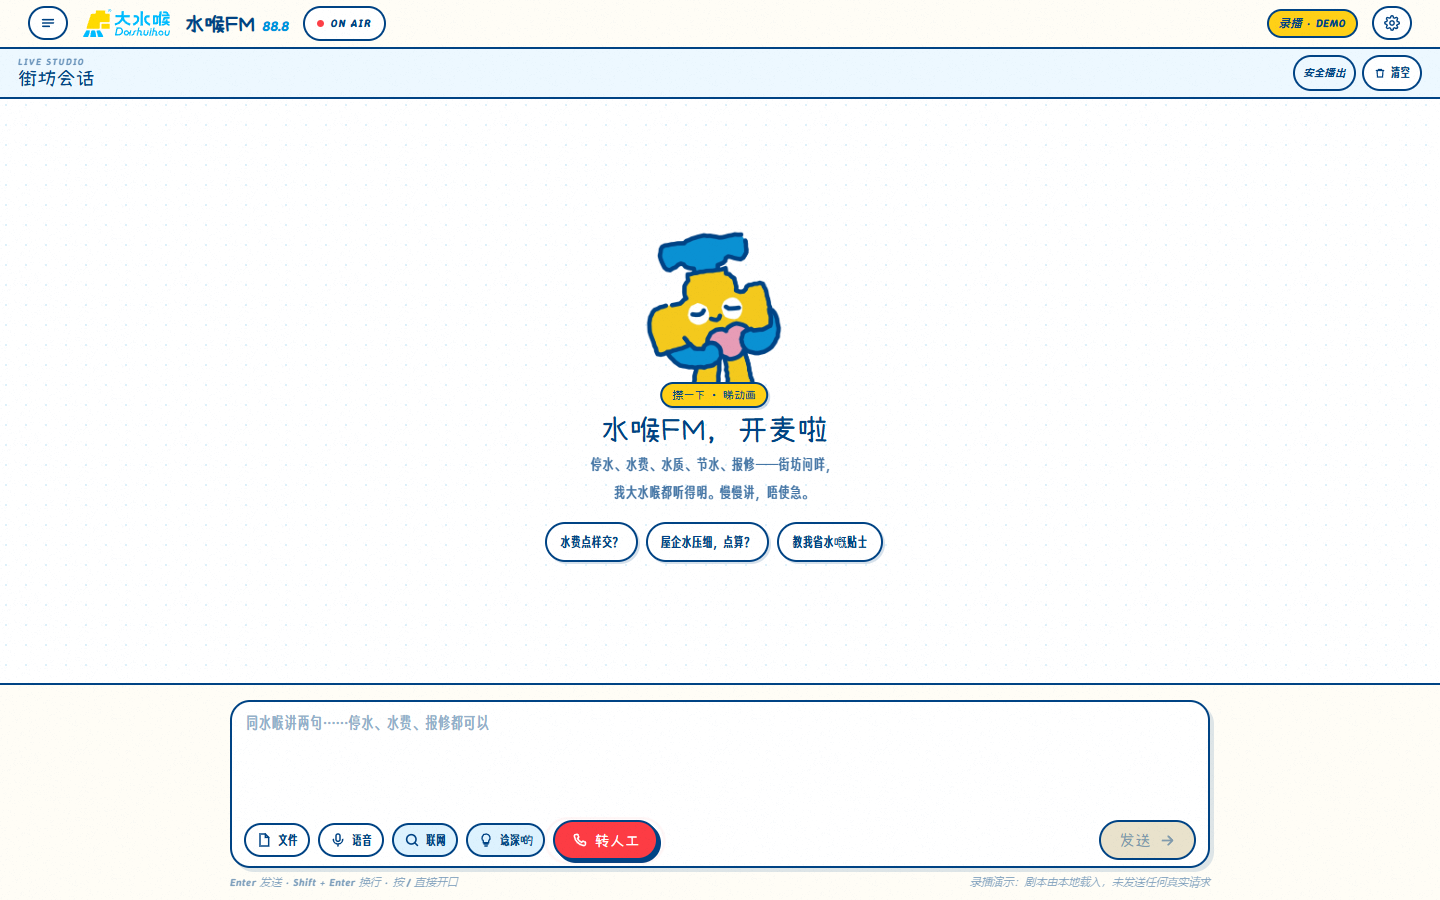 大水喉
Daishuihou
水喉FM 88.8
ON AIR
录播 · DEMO
LIVE STUDIO
街坊会话
安全播出
清空
撳一下 · 睇动画
水喉FM，开麦啦
停水、水费、水质、节水、报修——街坊问咩，
我大水喉都听得明。慢慢讲，唔使急。
水费点样交？
屋企水压细，点算？
教我省水嘅贴士
同水喉讲两句……停水、水费、报修都可以
文件
语音
联网
谂深啲
转人工
发送
Enter 发送 · Shift + Enter 换行 · 按 / 直接开口
录播演示：剧本由本地载入，未发送任何真实请求